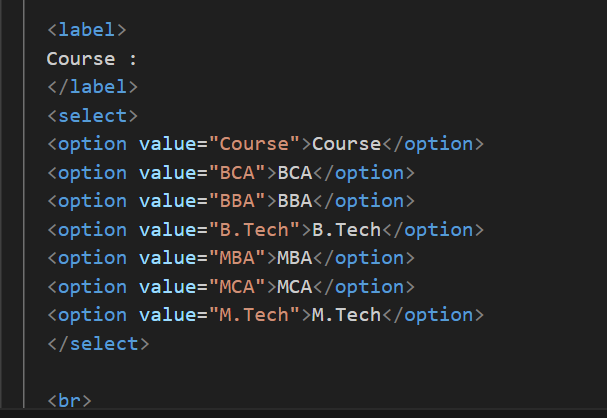 <label>
Course :
</label>
<select>
<option value="Course">Course</option>
<option value="BCA">BCA</option>
<option value="BBA">BBA</option>
<option value="B.Tech">B.Tech</option>
<option value="MBA">MBA</option>
<option value="MCA">MCA</option>
<option value="M.Tech">M.Tech</option>
</select>
<br>